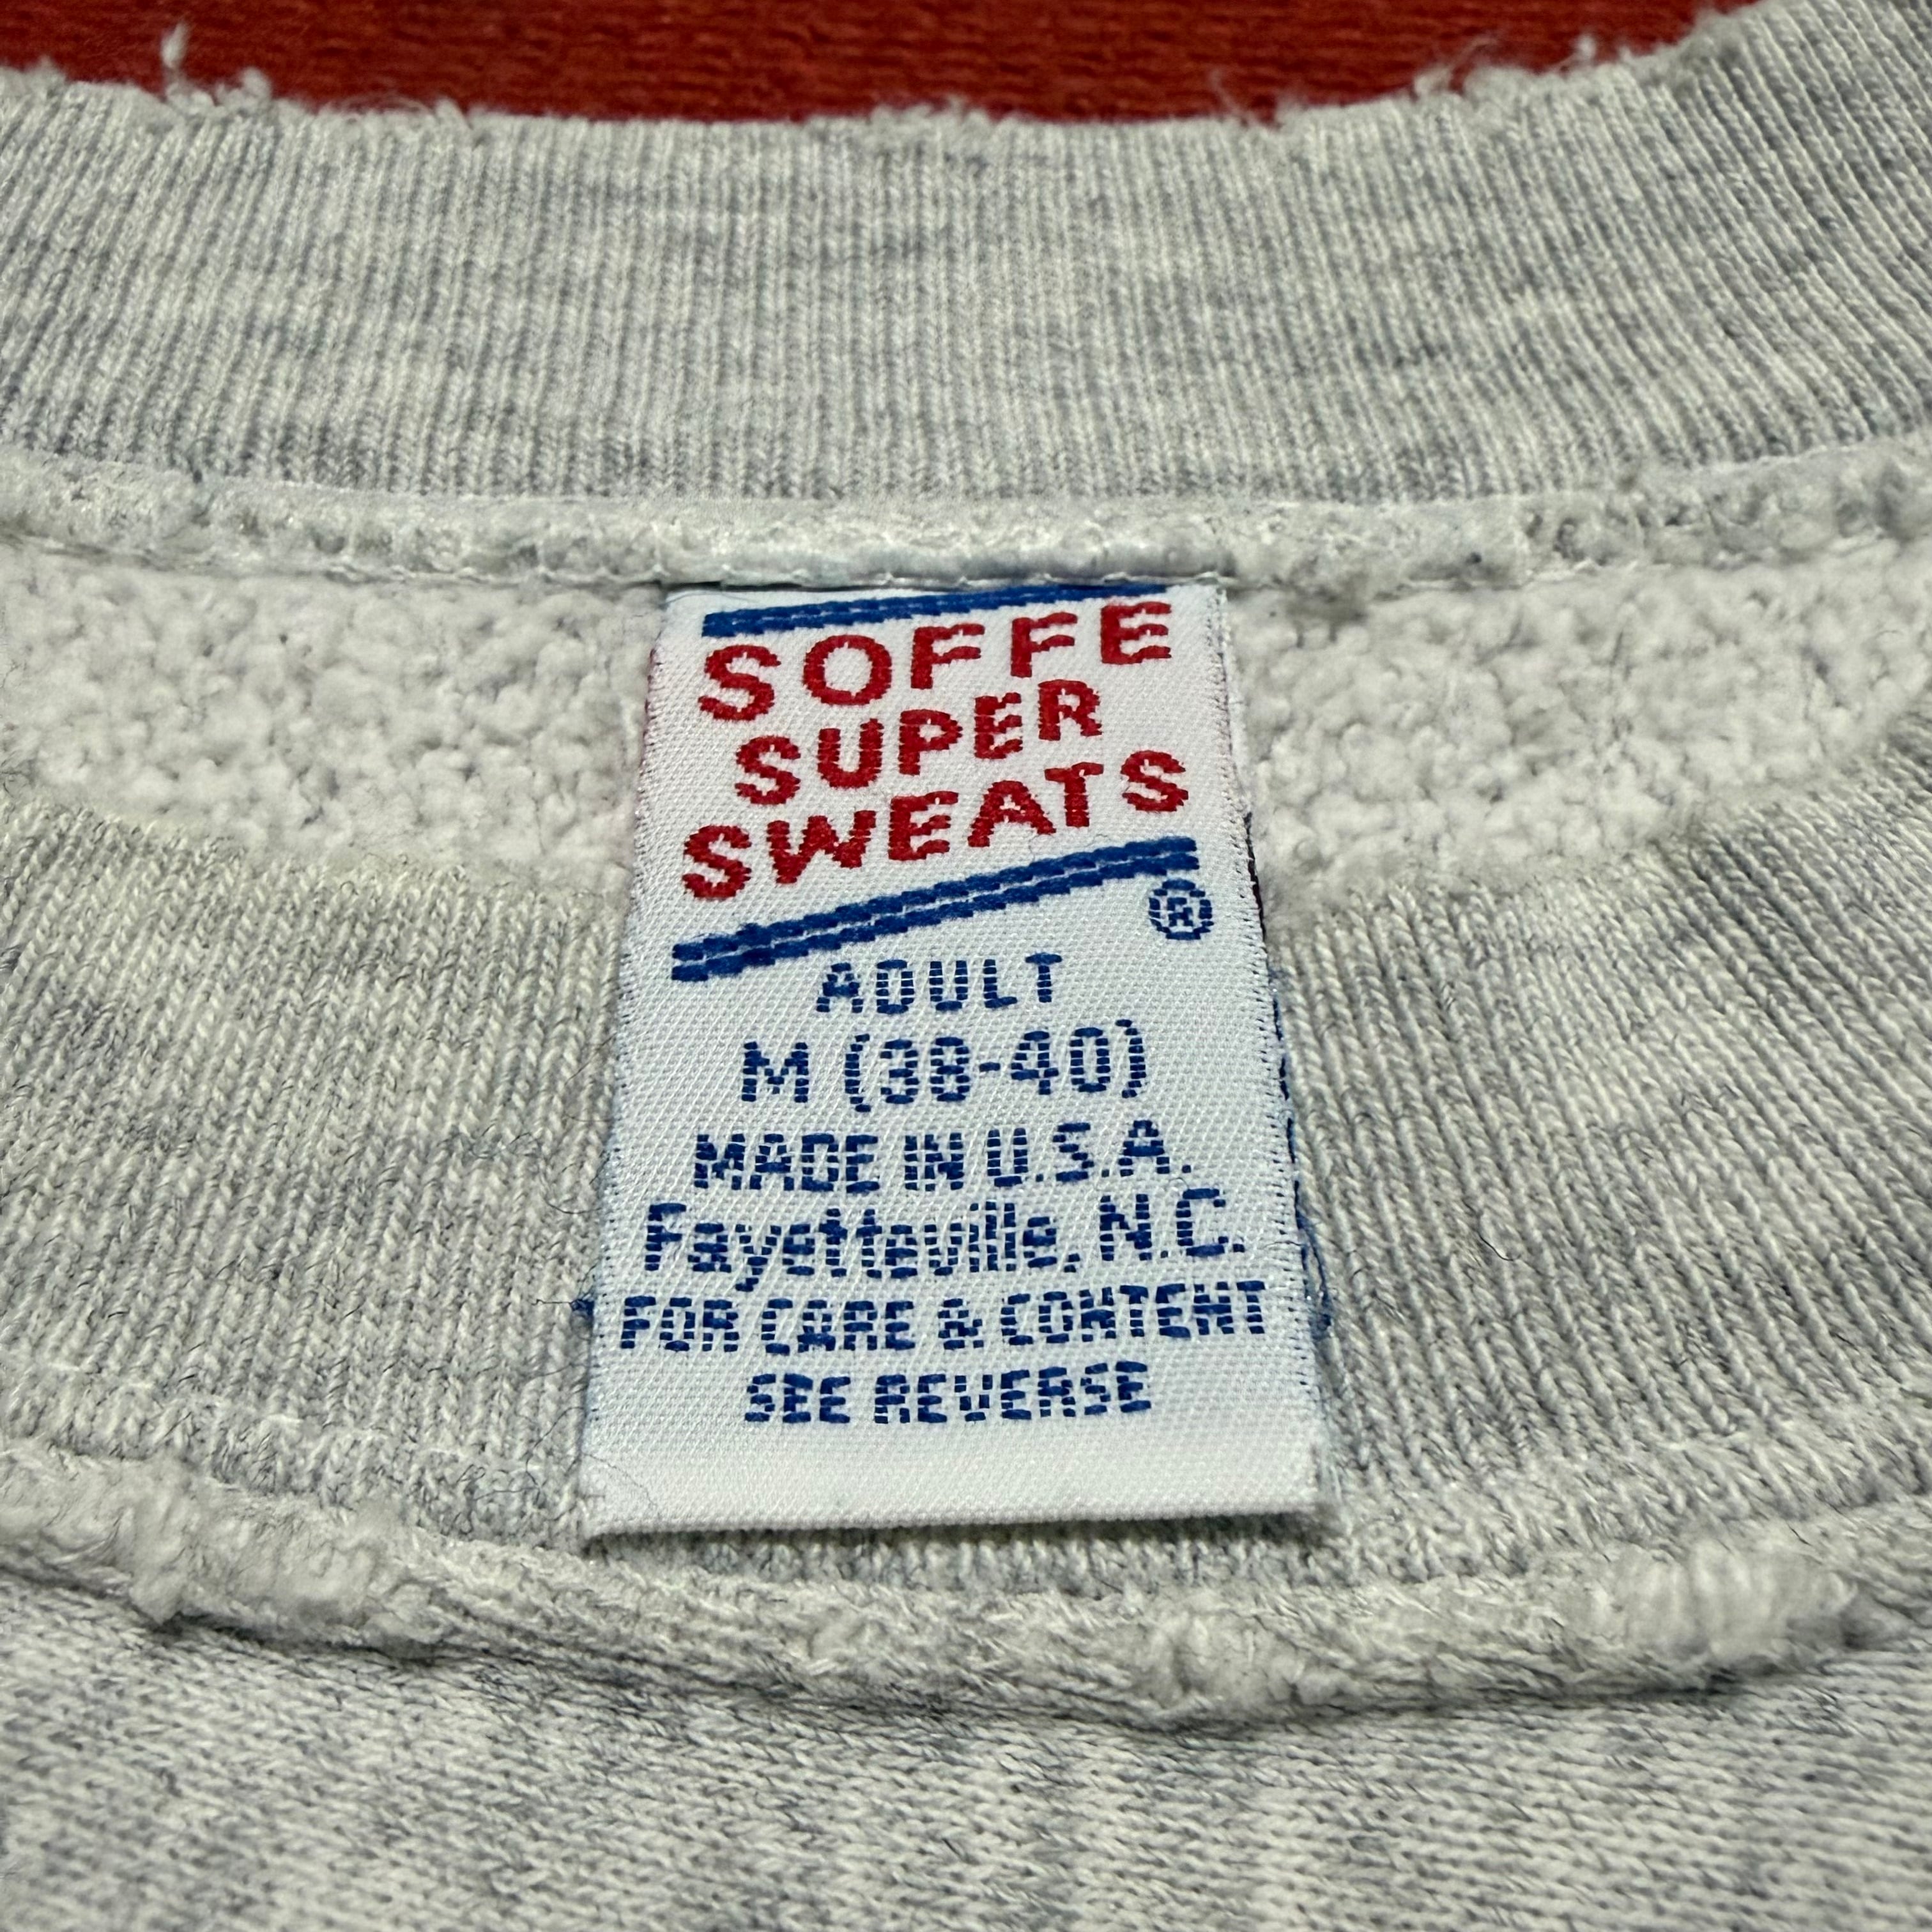 SOFFE
SUPER
SWEATS
®
ADULT
M (38-40)
MADE IN U.S.A.
Fayetteville, N.C.
FOR CARE & CONTENT
SEE REVERSE